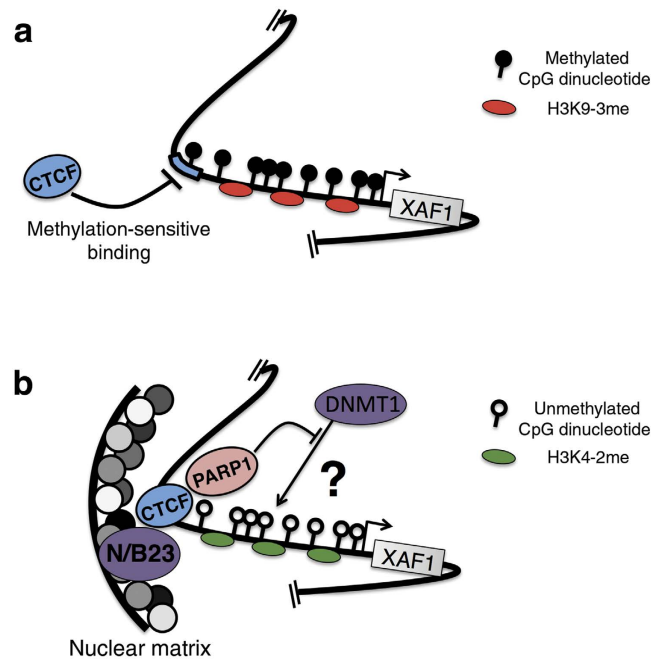 a
Methylated
CpG dinucleotide
H3K9-3me
CTCF
XAF1
Methylation-sensitive
binding
b
DNMT1
Unmethylated
CpG dinucleotide
H3K4-2me
PARP1
?
CTCF
N/B23
XAF1
Nuclear matrix